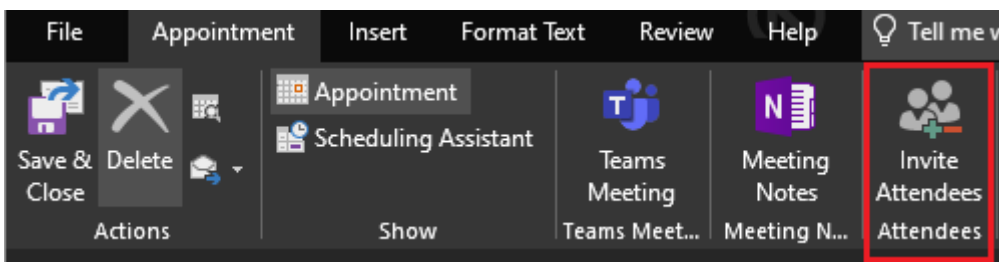 File Appointment Insert Format Text Review Help Tell me
Appointment
Scheduling Assistant
Save & Close
Delete
Teams Meeting
Meeting Notes
Invite Attendees
Actions Show Teams Meet... Meeting N... Attendees